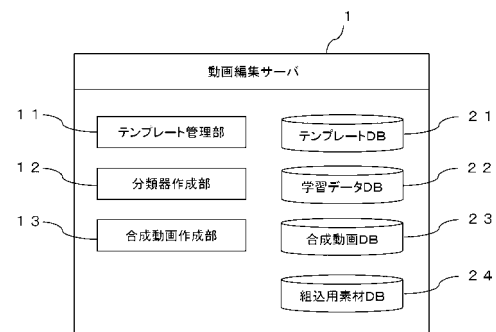 1
動画編集サーバ
11
テンプレート管理部
テンプレートDB
21
12
分類器作成部
学習データDB
22
13
合成動画作成部
合成動画DB
23
組込用素材DB
24